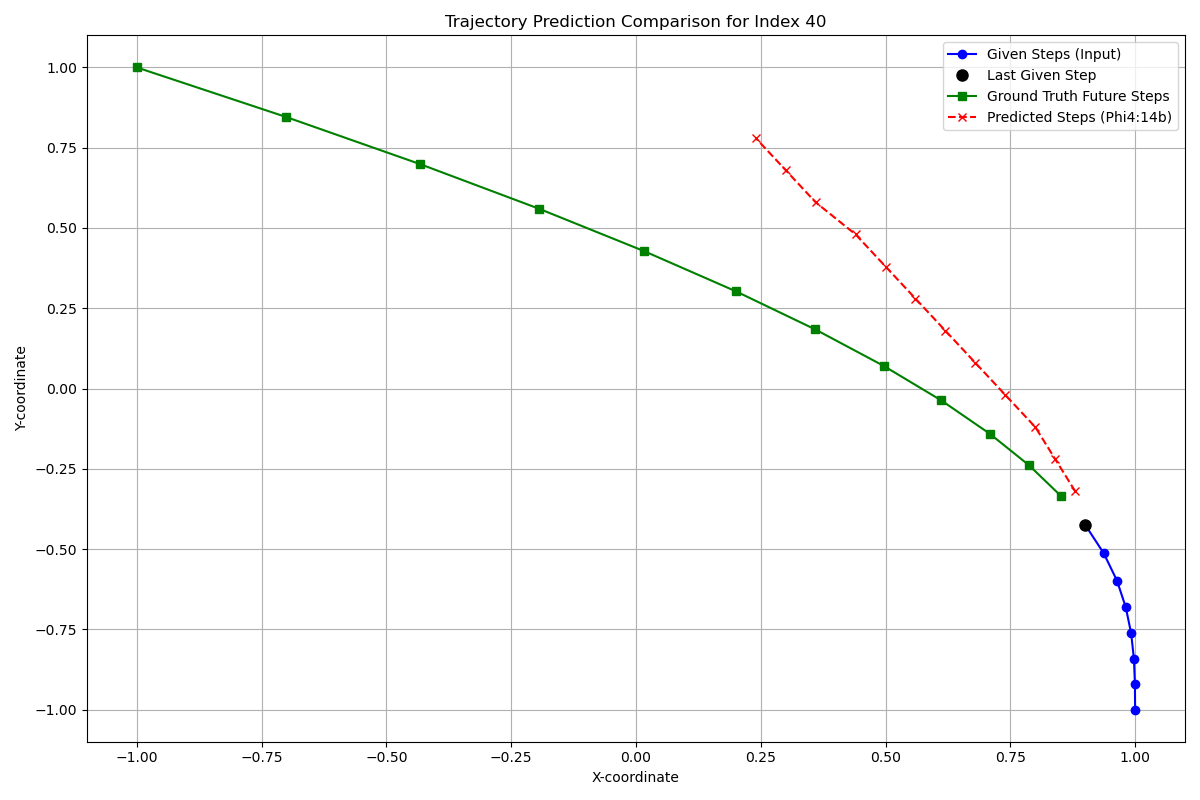 Trajectory Prediction Comparison for Index 40
Given Steps (Input)
Last Given Step
Ground Truth Future Steps
Predicted Steps (Phi4:14b)
Y-coordinate
1.00
0.75
0.50
0.25
0.00
−0.25
−0.50
−0.75
−1.00
−1.00 −0.75 −0.50 −0.25 0.00 0.25 0.50 0.75 1.00
X-coordinate